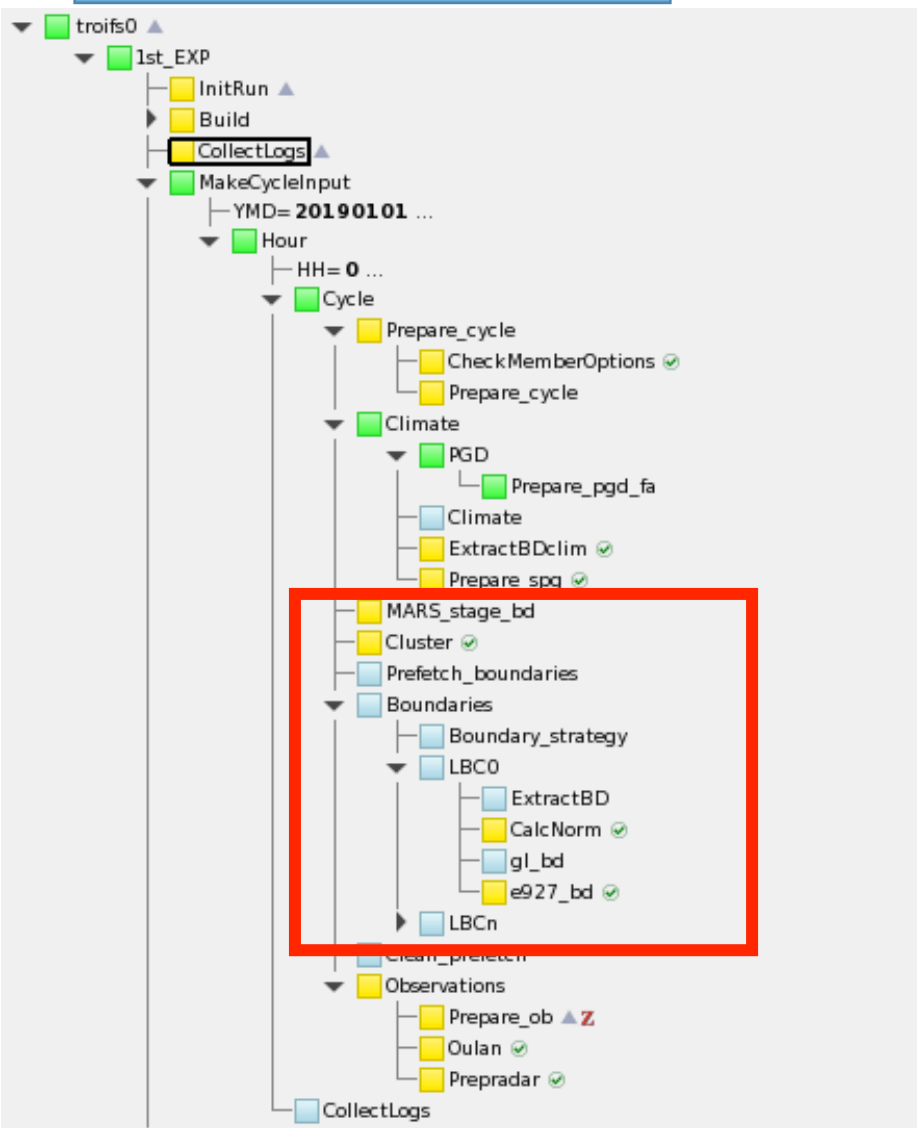 troifs0
1st_EXP
InitRun
Build
CollectLogs
MakeCycleInput
YMD= 20190101 ...
Hour
HH= 0 ...
Cycle
Prepare_cycle
CheckMemberOptions
Prepare_cycle
Climate
PGD
Prepare_pgd_fa
Climate
ExtractBDclim
Prepare_spg
MARS_stage_bd
Cluster
Prefetch_boundaries
Boundaries
Boundary_strategy
LBC0
ExtractBD
CalcNorm
gl_bd
e927_bd
LBCn
Clean_prefetch
Observations
Prepare_ob Z
Oulan
Prepradar
CollectLogs